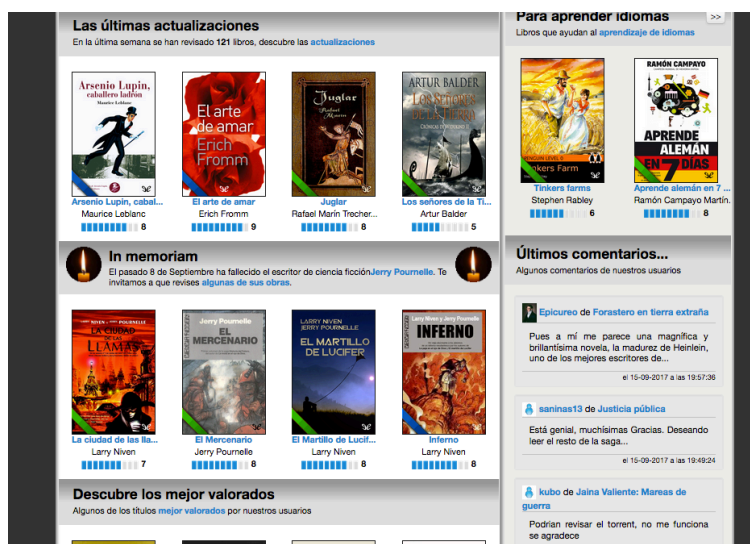 Las últimas actualizaciones
En la última semana se han revisado 121 libros, descubre las actualizaciones
Arsenio Lupin,
caballero ladrón
Maurice Leblanc
Arsenio Lupin, cabal...
Maurice Leblanc
8
El arte
de amar
Erich
Fromm
El arte de amar
Erich Fromm
9
Juglar
Rafael
Marín
Juglar
Rafael Marín Trecher...
8
ARTUR BALDER
LOS SEÑORES
DE LA TIERRA
CRÓNICAS DE WIDUKIND II
Los señores de la Ti...
Artur Balder
5
In memoriam
El pasado 8 de Septiembre ha fallecido el escritor de ciencia ficciónJerry Pournelle. Te
invitamos a que revises algunas de sus obras.
NIVEN POURNELLE
LA CIUDAD
DE LAS
LLAMAS
La ciudad de las lla...
Larry Niven
7
Jerry Pournelle
EL
MERCENARIO
El Mercenario
Jerry Pournelle
8
LARRY NIVEN
JERRY POURNELLE
EL MARTILLO
DE LUCIFER
El Martillo de Lucif...
Larry Niven
8
Larry Niven y Jerry Pournelle
INFERNO
Inferno
Larry Niven
8
Descubre los mejor valorados
Algunos de los títulos mejor valorados por nuestros usuarios
Para aprender idiomas
>>
Libros que ayudan al aprendizaje de idiomas
PENGUIN LEVEL 0
Tinkers Farm
Tinkers farms
Stephen Rabley
6
RAMÓN CAMPAYO
APRENDE
ALEMÁN
EN 7 DÍAS
Aprende alemán en 7 ...
Ramón Campayo Martín.
8
Últimos comentarios...
Algunos comentarios de nuestros usuarios
Epicureo de Forastero en tierra extraña
Pues a mí me parece una magnífica y
brillantísima novela, la madurez de Heinlein,
uno de los mejores escritores de...
el 15-09-2017 a las 19:57:36
saninas13 de Justicia pública
Está genial, muchísimas Gracias. Deseando
leer el resto de la saga...
el 15-09-2017 a las 19:49:24
kubo de Jaina Valiente: Mareas de
guerra
Podrian revisar el torrent, no me funciona
se agradece